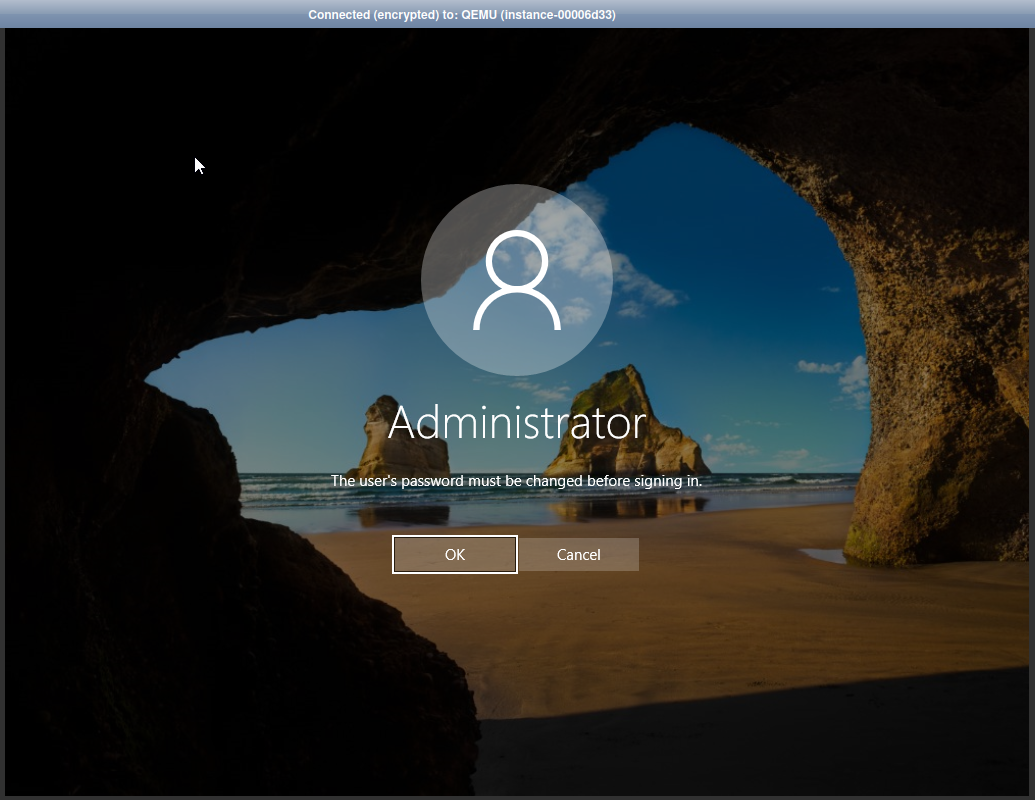 Connected (encrypted) to: QEMU (instance-00006d33)
Administrator
The user's password must be changed before signing in.
OK
Cancel